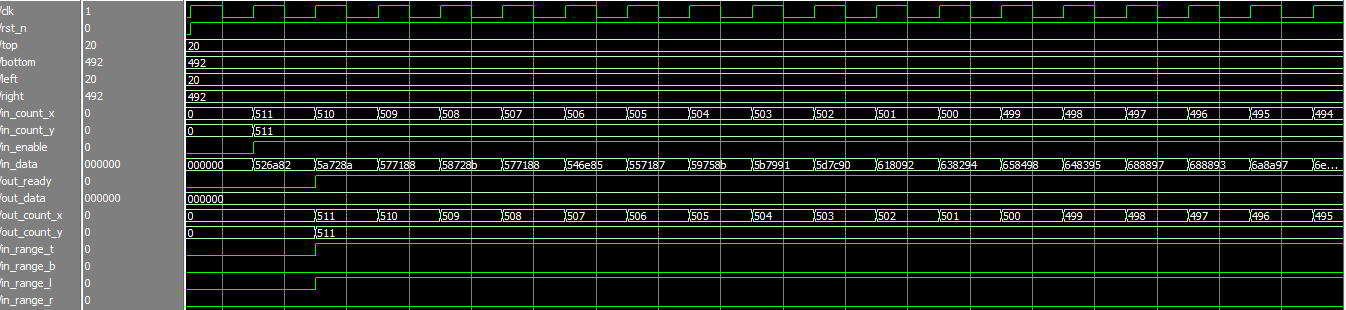 /clk 1
/rst_n 0
/top 20 20
/bottom 492 492
/left 20 20
/right 492 492
/in_count_x 0 0 511 510 509 508 507 506 505 504 503 502 501 500 499 498 497 496 495 494
/in_count_y 0 0 511
/in_enable 0
/in_data 000000 000000 526a82 5a728a 577188 58728b 577188 546e85 557187 59758b 5b7991 5d7c90 618092 638294 658498 648395 688897 688893 6a8a97 6e...
/out_ready 0
/out_data 000000 000000
/out_count_x 0 0 511 510 509 508 507 506 505 504 503 502 501 500 499 498 497 496 495
/out_count_y 0 0 511
/in_range_t 0
/in_range_b 0
/in_range_l 0
/in_range_r 0